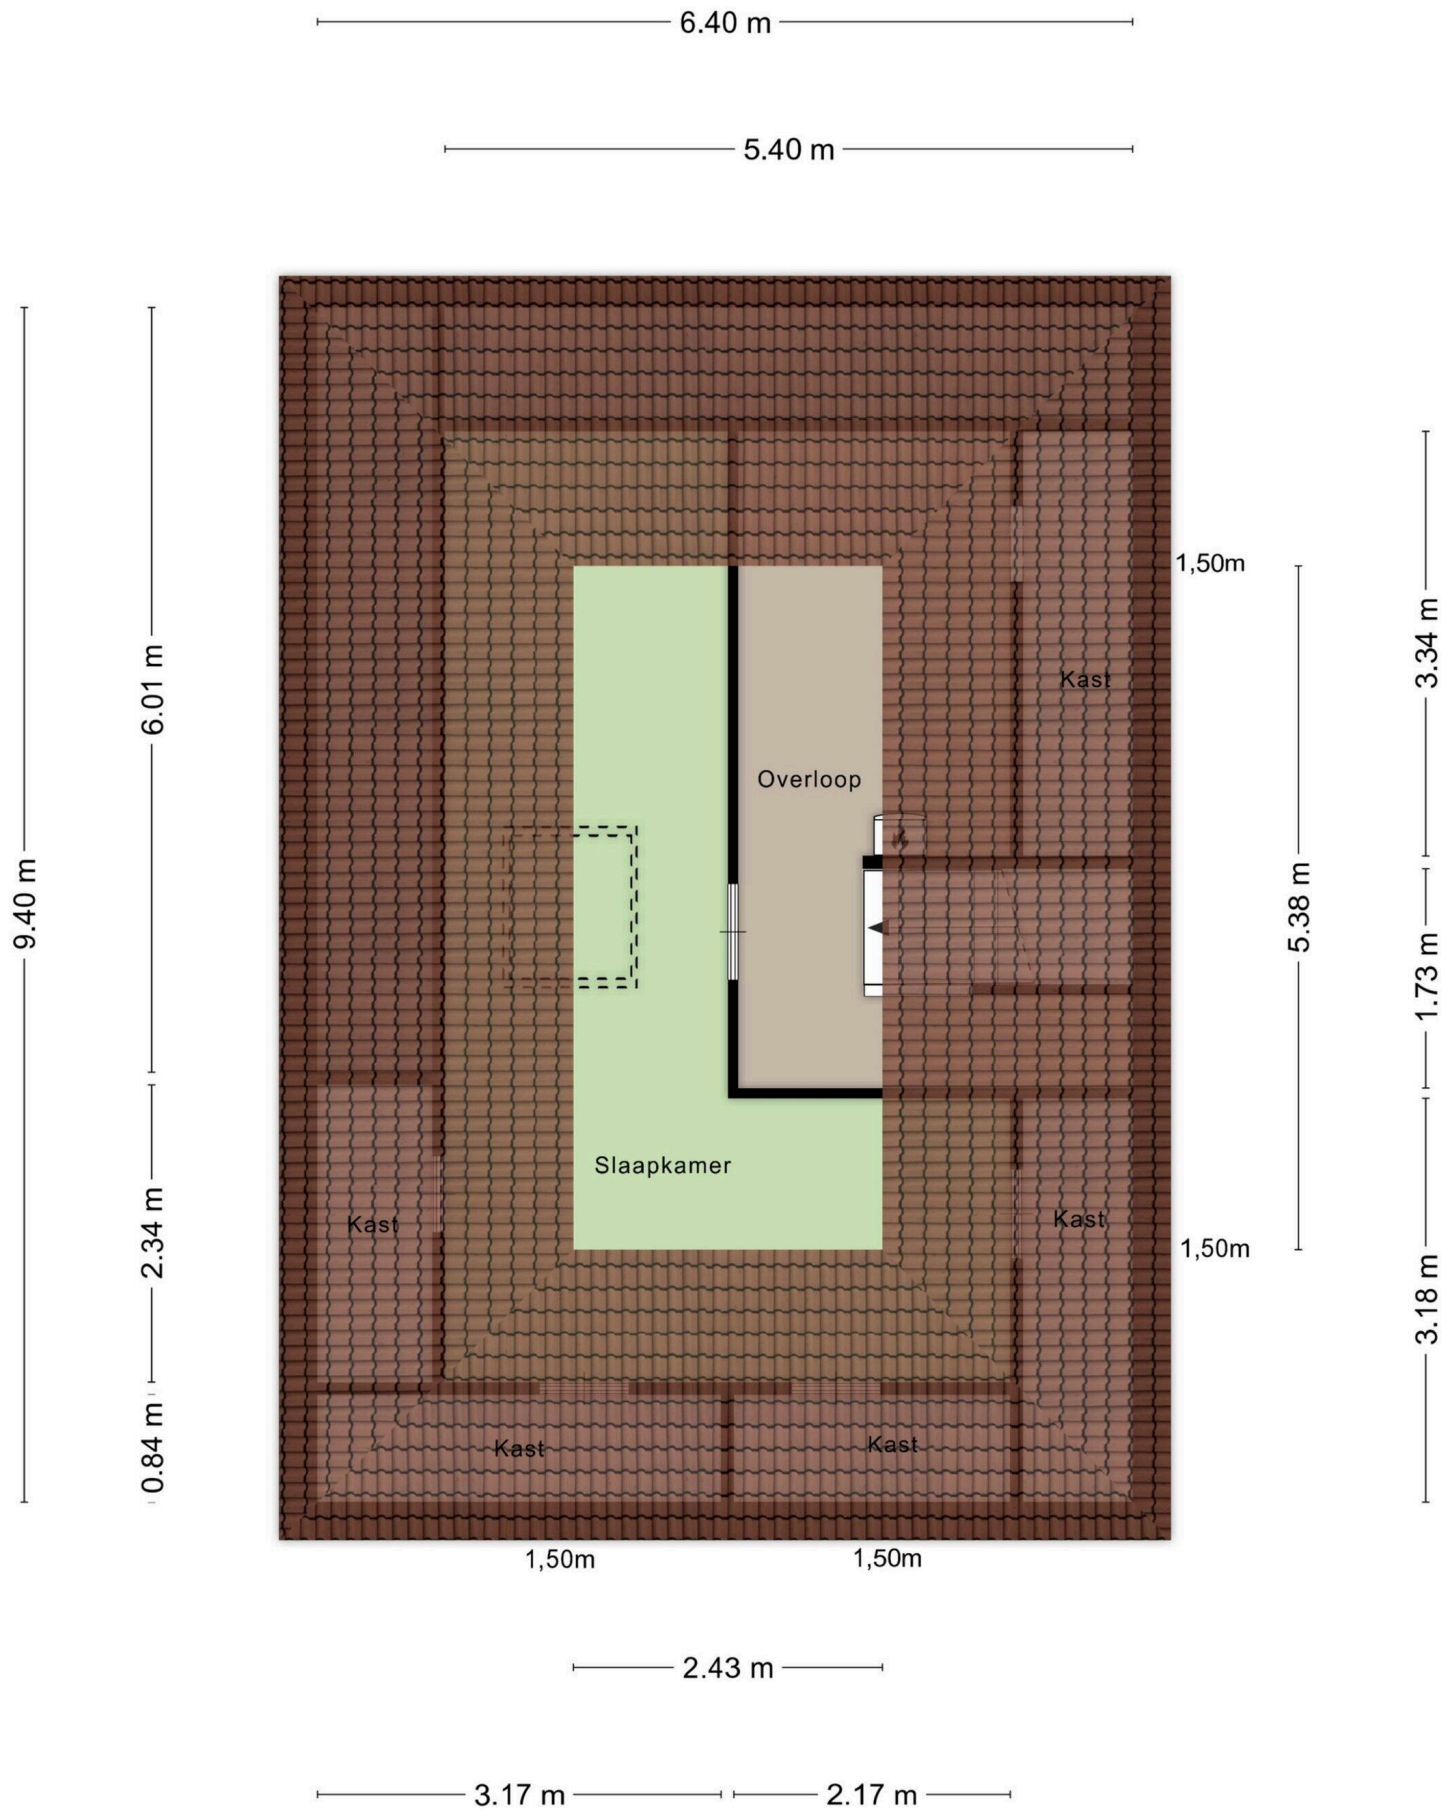 6.40 m
5.40 m
1,50m
3.34 m
6.01 m
Kast
Overloop
9.40 m
5.38 m
1.73 m
Slaapkamer
Kast
Kast
2.34 m
1,50m
3.18 m
0.84 m
Kast
Kast
1,50m
1,50m
2.43 m
3.17 m
2.17 m